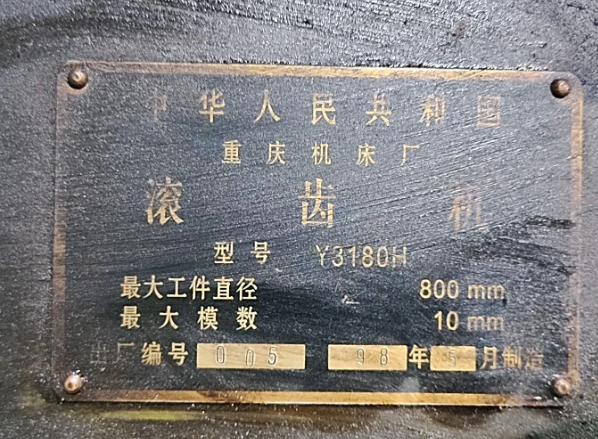 中华人民共和国
重庆机床厂
滚齿机
型号 Y3180H
最大工件直径 800 mm
最大模数 10 mm
出厂编号 005 98年5月制造